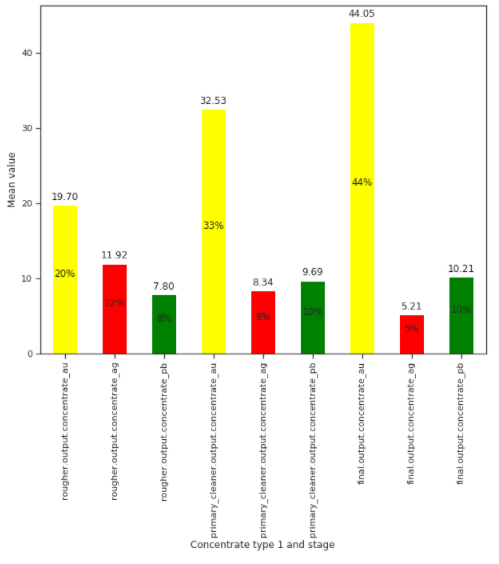 44.05
40
32.53
Mean value
30
44%
19.70
20
33%
11.92
20%
10.21
9.69
7.80
8.34
10
12%
5.21
8%
8%
10%
5%
10%
0
rougher.output.concentrate_au
rougher.output.concentrate_ag
rougher.output.concentrate_pb
primary_cleaner.output.concentrate_au
primary_cleaner.output.concentrate_ag
primary_cleaner.output.concentrate_pb
final.output.concentrate_au
final.output.concentrate_ag
final.output.concentrate_pb
Concentrate type 1 and stage